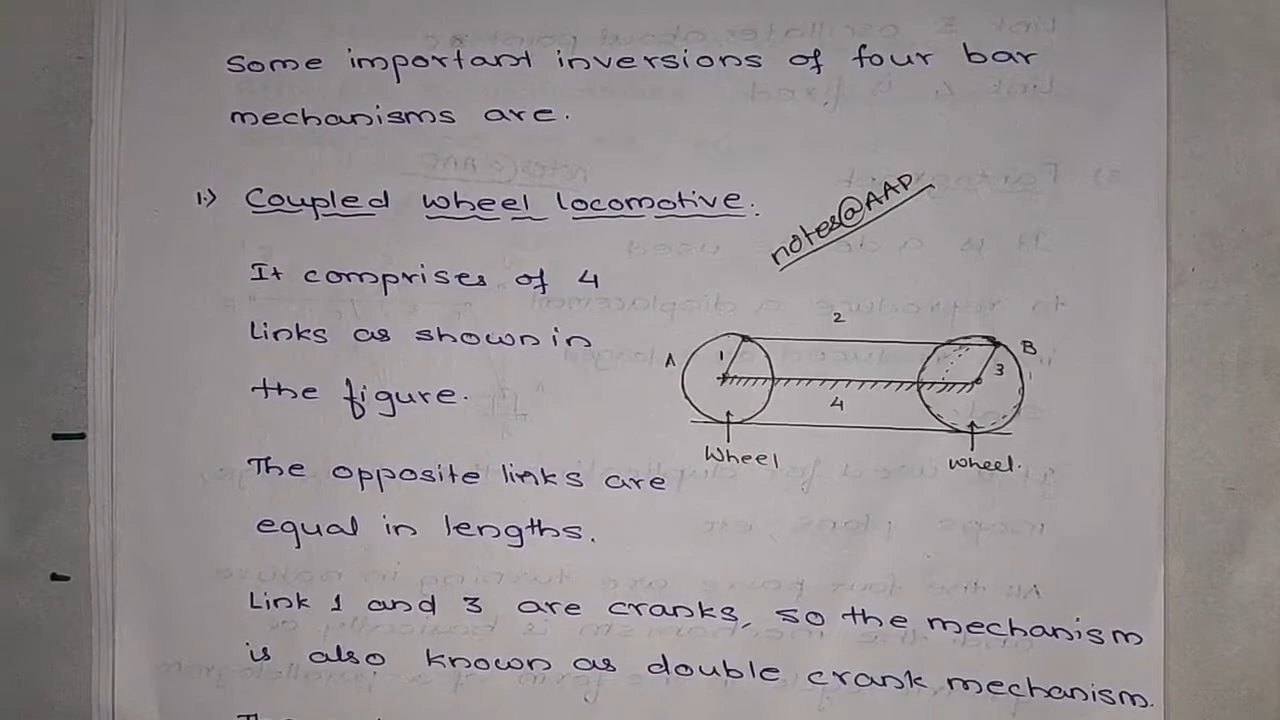 Some important inversions of four bar
mechanisms are.
1.) Coupled wheel locomotive.
notes@AAP
It comprises of 4
links as shown in
the figure.
2
A
1
B
3
4
Wheel
wheel.
The opposite links are
equal in lengths.
Link 1 and 3 are cranks, so the mechanism
is also known as double crank mechanism.